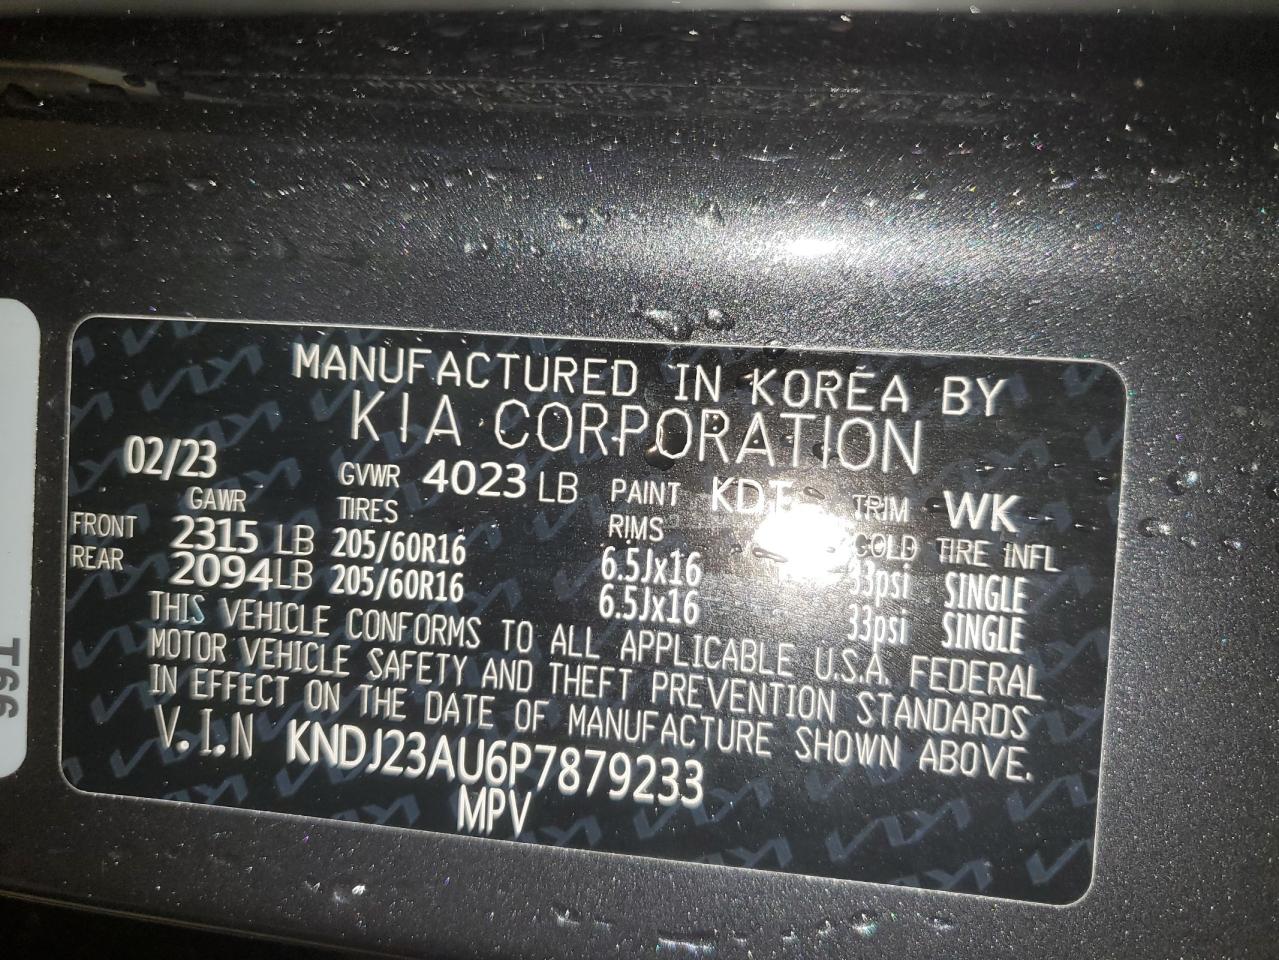 MANUFACTURED IN KOREA BY
KIA CORPORATION
02/23 GVWR 4023 LB PAINT TRIM WK
GAWR TIRES RIMS COLD TIRE INFL
FRONT 2315 LB 205/60R16 6.5Jx16 33psi SINGLE
REAR 2094LB 205/60R16 6.5Jx16 33psi SINGLE
THIS VEHICLE CONFORMS TO ALL APPLICABLE U.S.A. FEDERAL
MOTOR VEHICLE SAFETY AND THEFT PREVENTION STANDARDS
IN EFFECT ON THE DATE OF MANUFACTURE SHOWN ABOVE.
V.I.N KNDJ23AU6P7879233
MPV